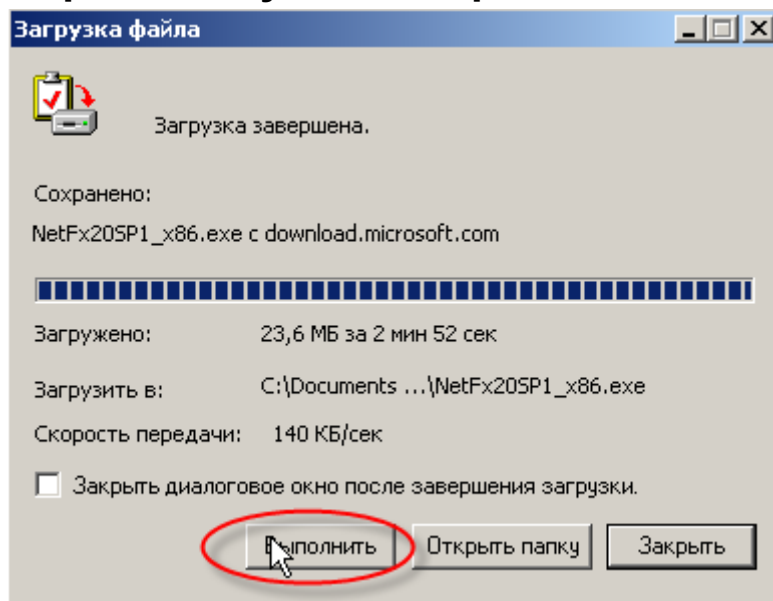 Загрузка файла
Загрузка завершена.
Сохранено:
NetFx20SP1_x86.exe с download.microsoft.com
Загружено: 23,6 МБ за 2 мин 52 сек
Загрузить в: C:\Documents ...\NetFx20SP1_x86.exe
Скорость передачи: 140 КБ/сек
Закрыть диалоговое окно после завершения загрузки.
Выполнить Открыть папку Закрыть